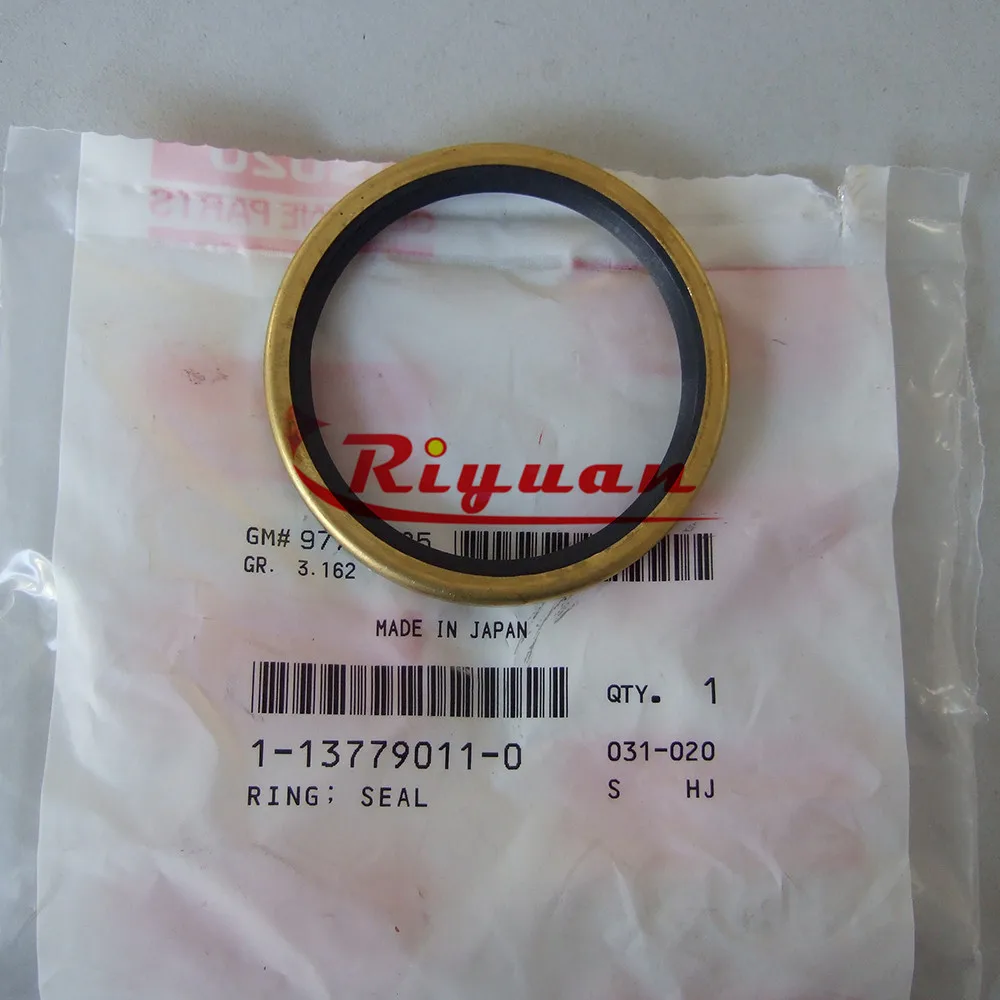 Riyuan
GM# 97
GR. 3.162
MADE IN JAPAN
QTY. 1
1-13779011-0 031-020
RING; SEAL S HJ